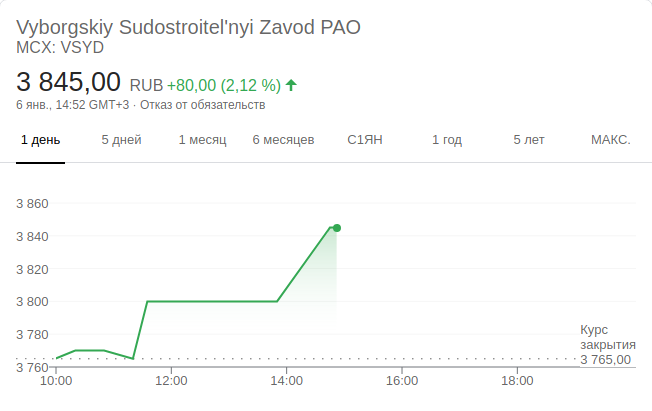 Vyborgskiy Sudostroitel'nyi Zavod PAO
MCX: VSYD
3 845,00 RUB +80,00 (2,12 %)
6 янв., 14:52 GMT+3 · Отказ от обязательств
1 день 5 дней 1 месяц 6 месяцев С1ЯН 1 год 5 лет МАКС.
3 860
3 840
3 820
3 800
3 780
3 760
Курс
закрытия
3 765,00
10:00 12:00 14:00 16:00 18:00